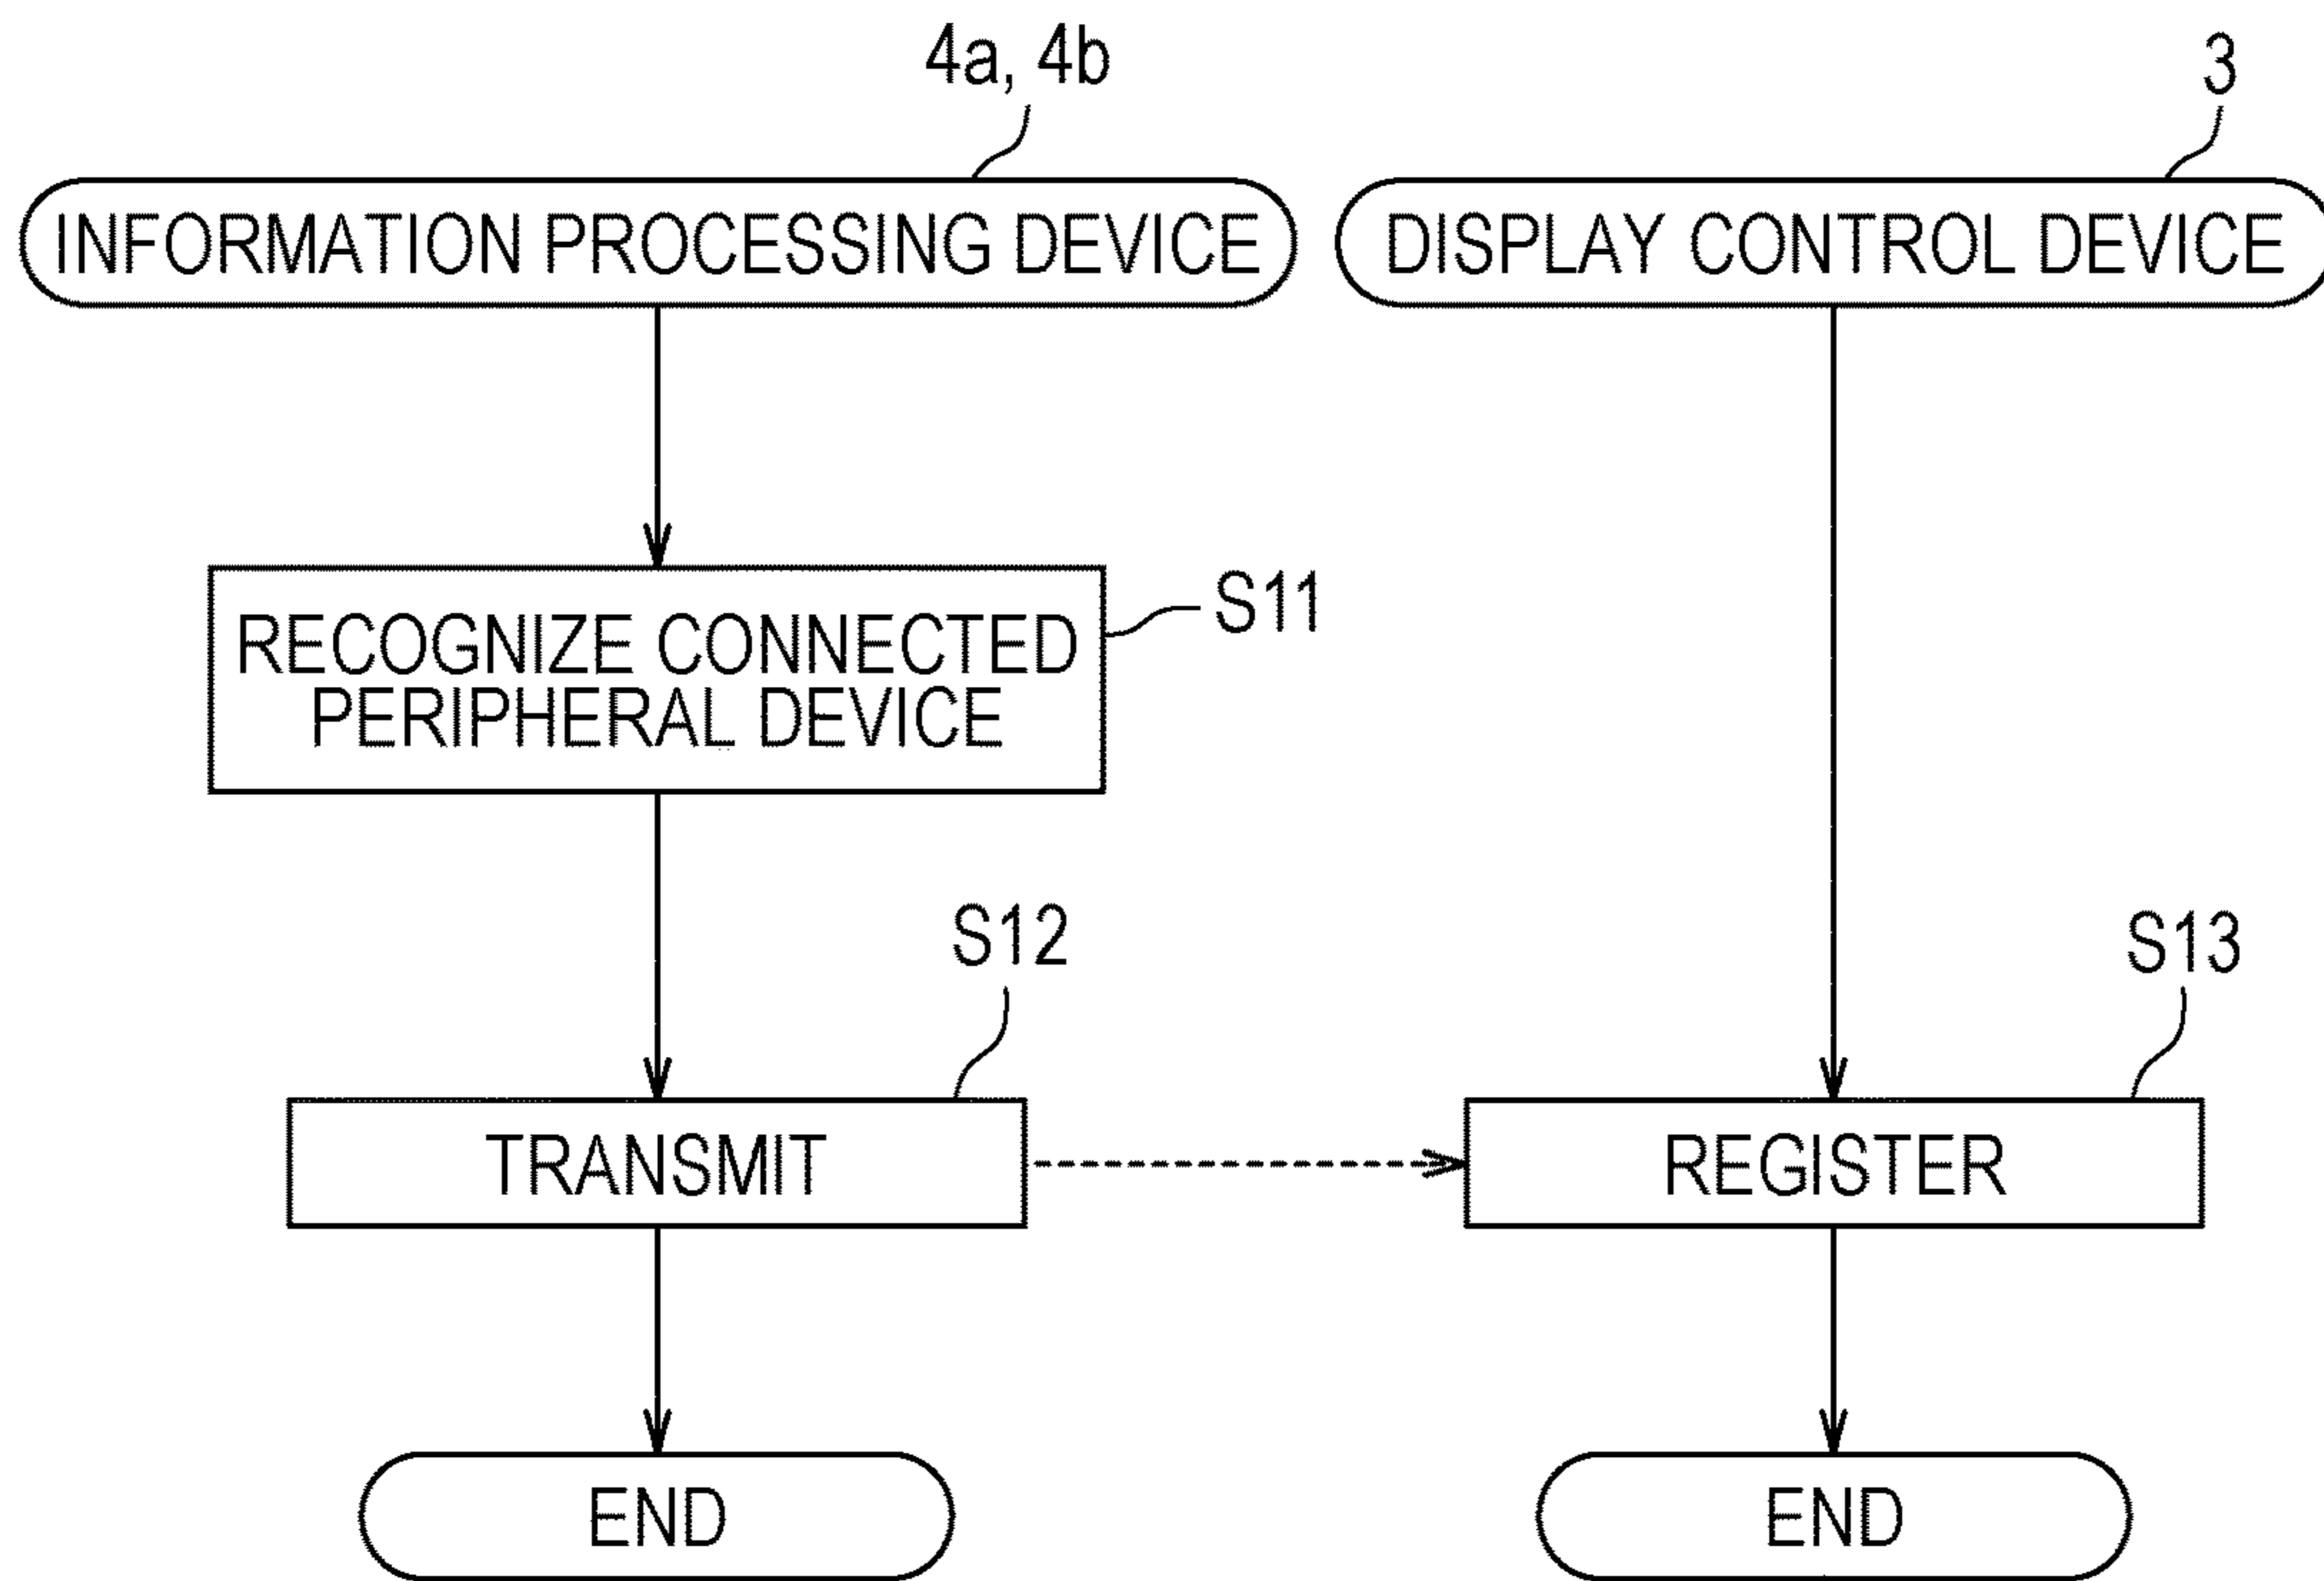 4a, 4b
3
INFORMATION PROCESSING DEVICE
DISPLAY CONTROL DEVICE
RECOGNIZE CONNECTED
PERIPHERAL DEVICE
S11
S12
S13
TRANSMIT
REGISTER
END
END